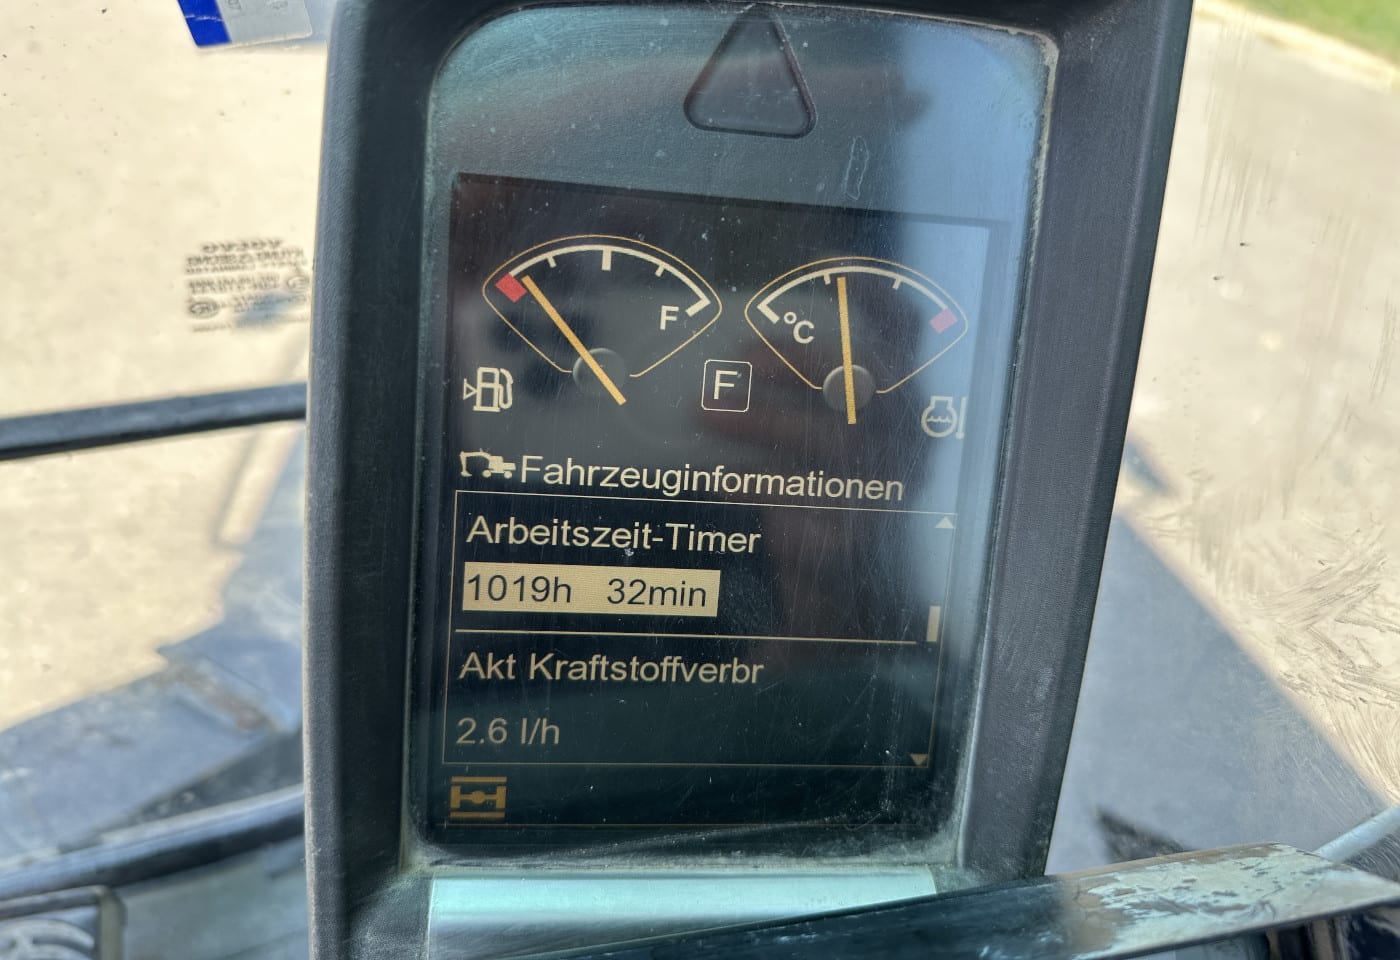 F
°C
F
Fahrzeuginformationen
Arbeitszeit-Timer
1019h 32min
Akt Kraftstoffverbr
2.6 l/h